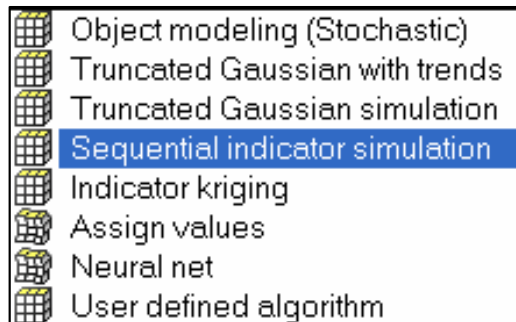 Object modeling (Stochastic)
Truncated Gaussian with trends
Truncated Gaussian simulation
Sequential indicator simulation
Indicator kriging
Assign values
Neural net
User defined algorithm